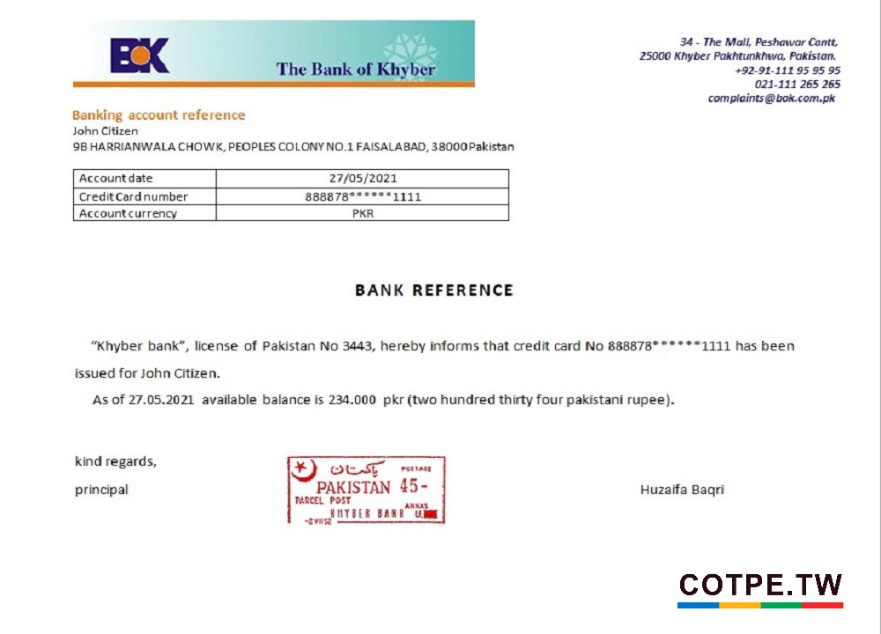 BOK
The Bank of Khyber
34 - The Mall, Peshawar Cantt,
25000 Khyber Pakhtunkhwa, Pakistan.
+92-91-111 95 95 95
021-111 265 265
complaints@bok.com.pk
Banking account reference
John Citizen
9B HARRIANWALA CHOWK, PEOPLES COLONY NO.1 FAISALABAD, 38000 Pakistan
Account date 27/05/2021
Credit Card number 888878******1111
Account currency PKR
BANK REFERENCE
"Khyber bank", license of Pakistan No 3443, hereby informs that credit card No 888878******1111 has been
issued for John Citizen.
As of 27.05.2021 available balance is 234.000 pkr (two hundred thirty four pakistani rupee).
kind regards,
principal
پاکستان POSTAGE
PAKISTAN 45-
PARCEL POST
ANNAS
KHYBER BANK
Huzaifa Baqri
COTPE.TW